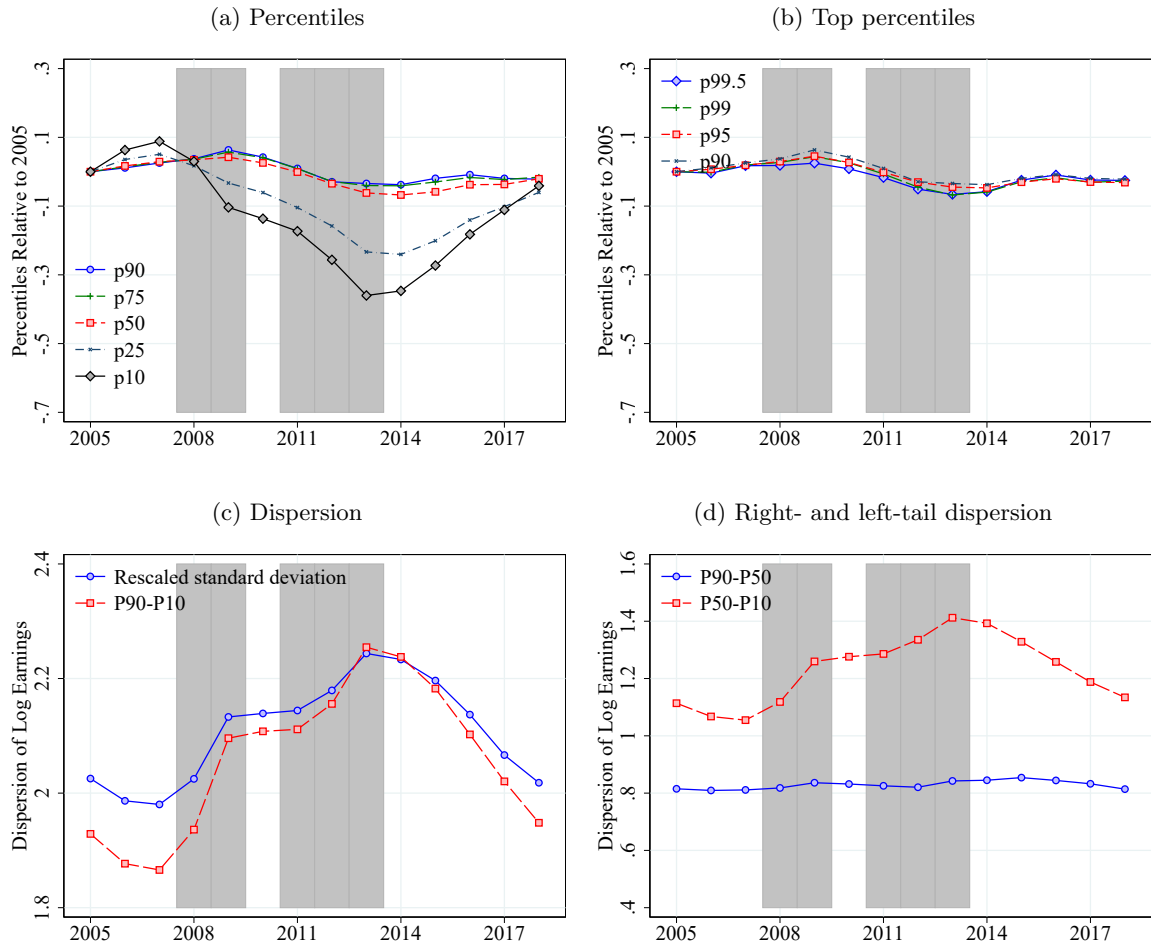 (a) Percentiles
Percentiles Relative to 2005
.3
.1
-.1
-.3
-.5
-.7
p90
p75
p50
p25
p10
2005 2008 2011 2014 2017
(b) Top percentiles
Percentiles Relative to 2005
.3
.1
-.1
-.3
-.5
-.7
p99.5
p99
p95
p90
2005 2008 2011 2014 2017
(c) Dispersion
Dispersion of Log Earnings
2.4
2.2
2
1.8
Rescaled standard deviation
P90-P10
2005 2008 2011 2014 2017
(d) Right- and left-tail dispersion
Dispersion of Log Earnings
1.6
1.4
1.2
1
.8
.6
.4
P90-P50
P50-P10
2005 2008 2011 2014 2017